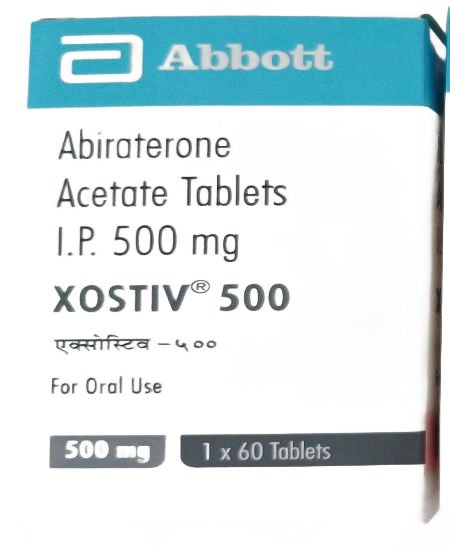 Abbott
Abiraterone
Acetate Tablets
I.P. 500 mg
XOSTIV® 500
एक्सोस्टिव – ५००
For Oral Use
500 mg
1 x 60 Tablets